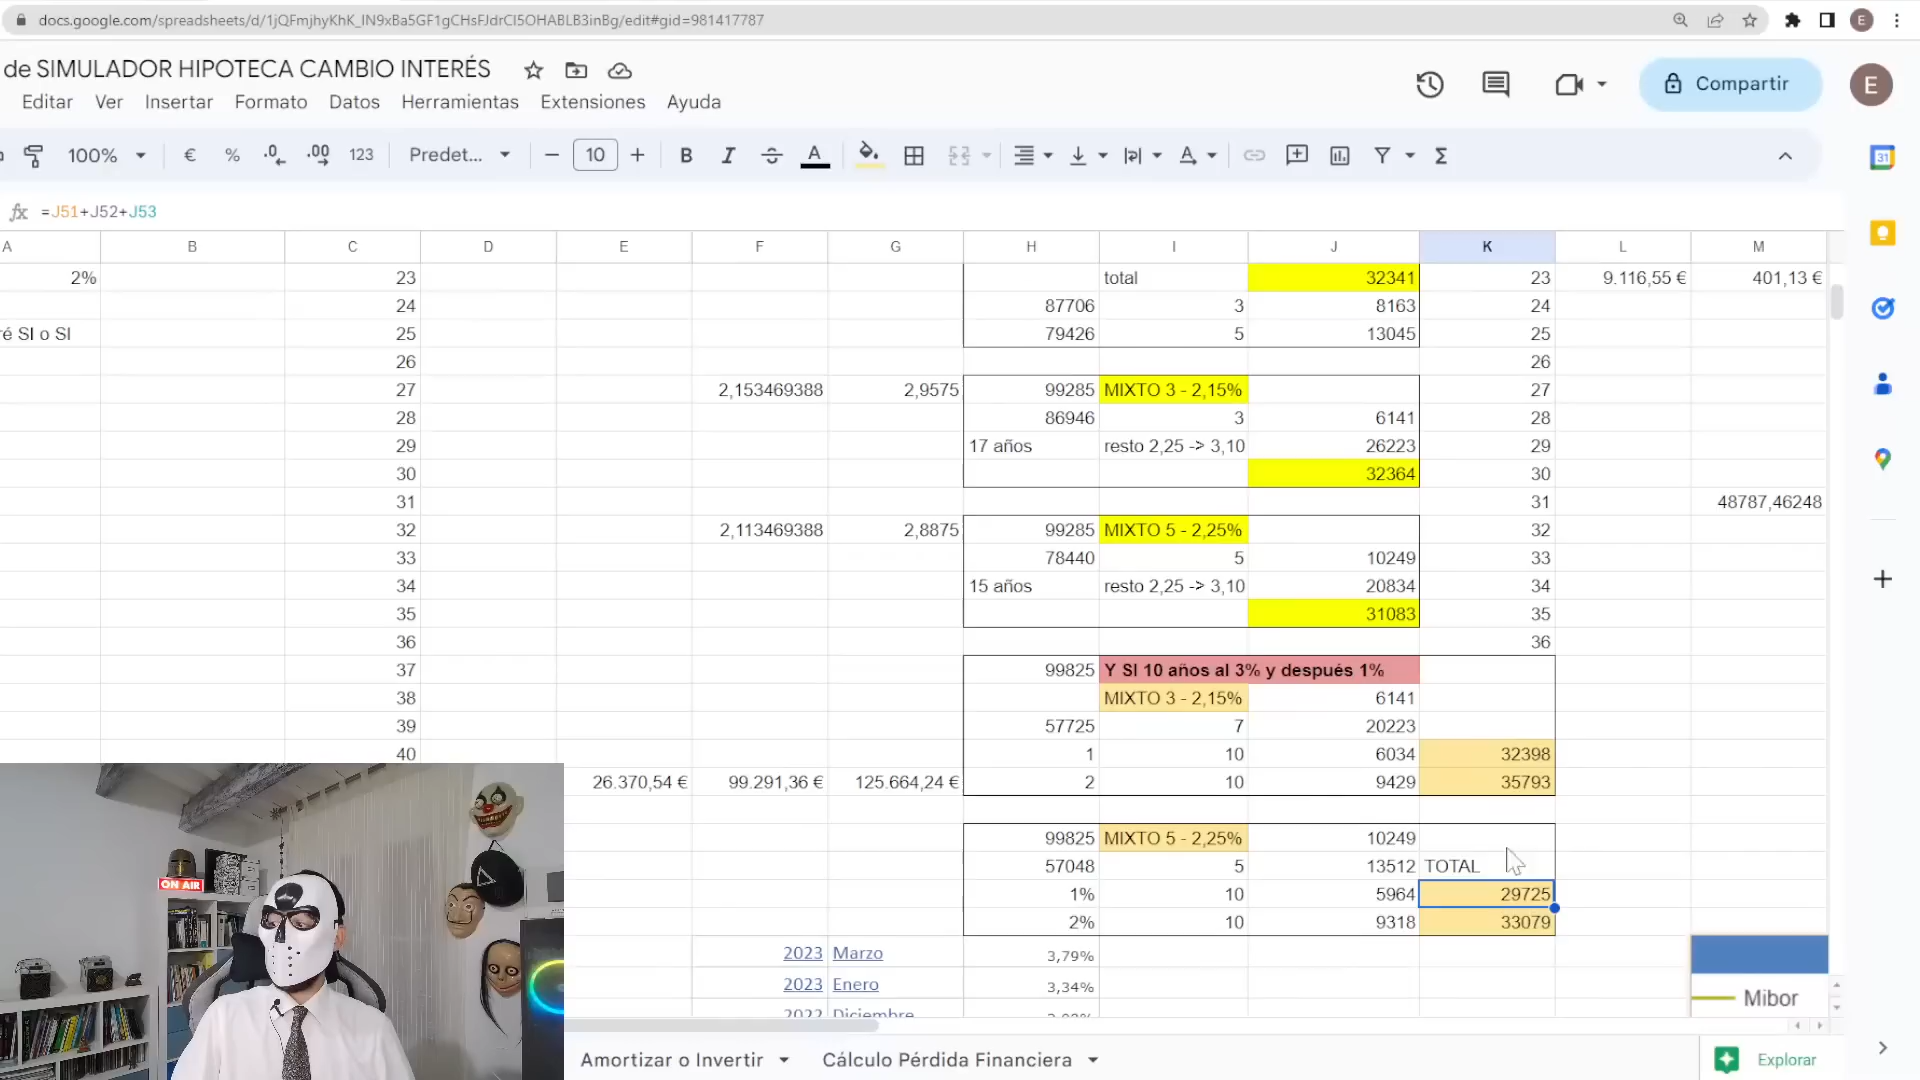 docs.google.com/spreadsheets/d/1jQFmjhyKhK_IN9xBa5GF1gCHsFJdrCI5OHABLB3inBg/edit#gid=981417787
E
de SIMULADOR HIPOTECA CAMBIO INTERÉS
Editar Ver Insertar Formato Datos Herramientas Extensiones Ayuda
Compartir
E
100% € % .0 .00 123 Predet... 10 B I A Σ
31
fx =J51+J52+J53
A B C D E F G H I J K L M
2% 23 total 32341 23 9.116,55 € 401,13 €
24 87706 3 8163 24
ré SI o SI 25 79426 5 13045 25
26 26
27 2,153469388 2,9575 99285 MIXTO 3 - 2,15% 27
28 86946 3 6141 28
29 17 años resto 2,25 -> 3,10 26223 29
30 32364 30
31 31 48787,46248
32 2,113469388 2,8875 99285 MIXTO 5 - 2,25% 32
33 78440 5 10249 33
34 15 años resto 2,25 -> 3,10 20834 34
35 31083 35
36 36
37 99825 Y SI 10 años al 3% y después 1%
38 MIXTO 3 - 2,15% 6141
39 57725 7 20223
40 1 10 6034 32398
26.370,54 € 99.291,36 € 125.664,24 € 2 10 9429 35793
99825 MIXTO 5 - 2,25% 10249
57048 5 13512 TOTAL
1% 10 5964 29725
2% 10 9318 33079
2023 Marzo 3,79%
2023 Enero 3,34%
2022 Diciembre
Mibor
ON AIR
Amortizar o Invertir Cálculo Pérdida Financiera Explorar